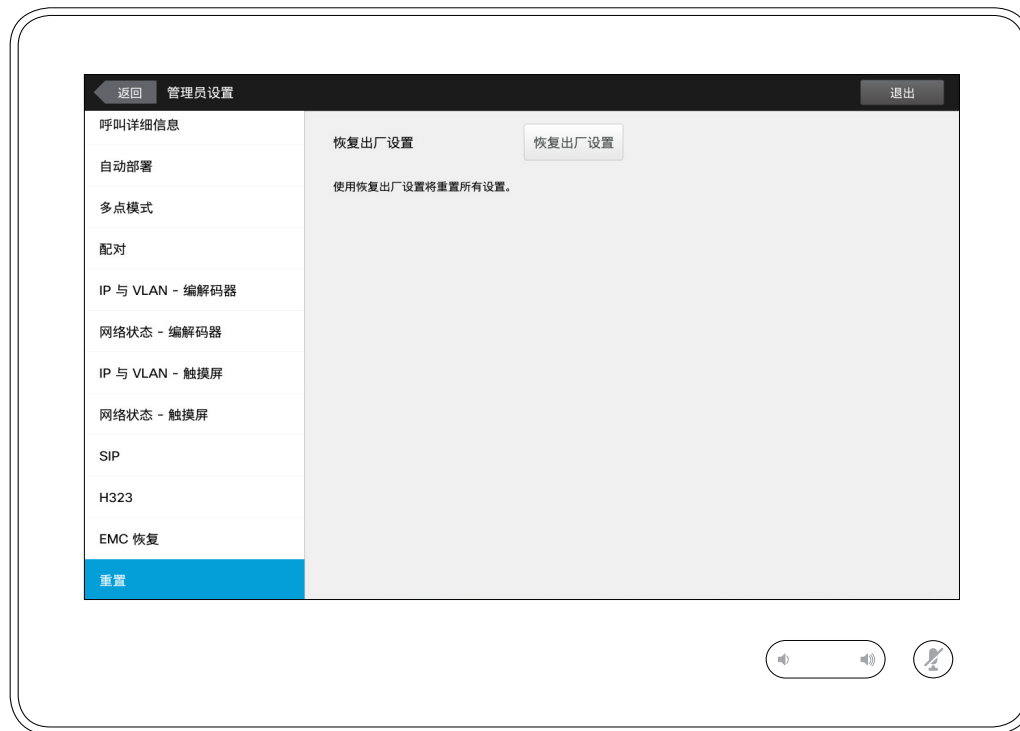 返回 管理员设置 退出
呼叫详细信息
自动部署
多点模式
配对
IP 与 VLAN - 编解码器
网络状态 - 编解码器
IP 与 VLAN - 触摸屏
网络状态 - 触摸屏
SIP
H323
EMC 恢复
重置
恢复出厂设置 恢复出厂设置
使用恢复出厂设置将重置所有设置。